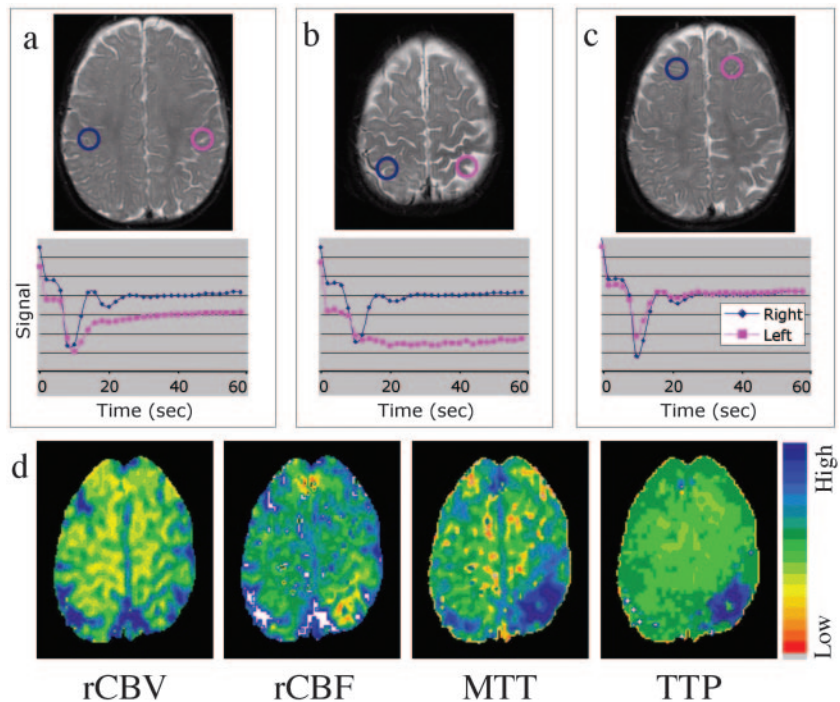 a
b
c
Signal
Right
Left
0 20 40 60
0 20 40 60
0 20 40 60
Time (sec)
Time (sec)
Time (sec)
d
High
Low
rCBV
rCBF
MTT
TTP